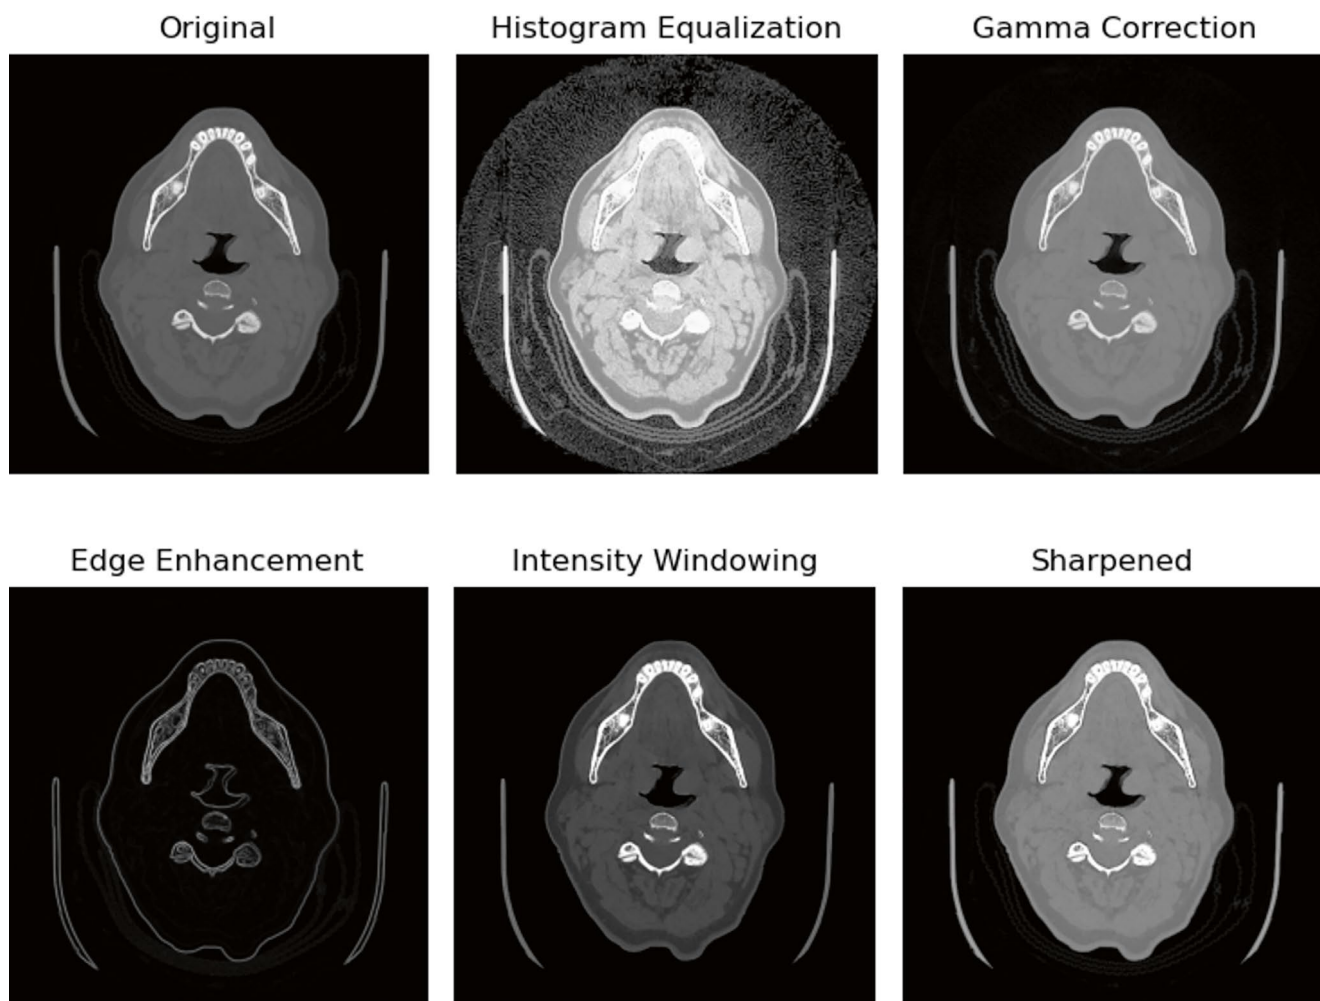 Original
Histogram Equalization
Gamma Correction
Edge Enhancement
Intensity Windowing
Sharpened